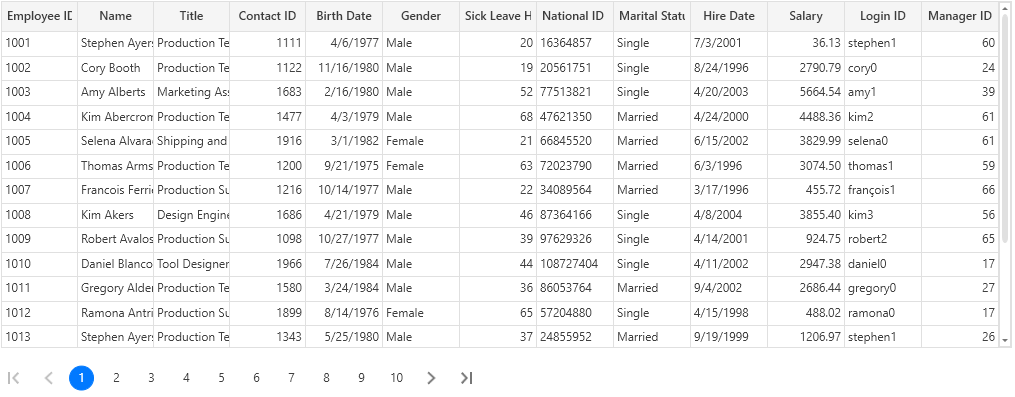 Employee ID Name Title Contact ID Birth Date Gender Sick Leave H National ID Marital Statu Hire Date Salary Login ID Manager ID
1001 Stephen Ayers Production Te 1111 4/6/1977 Male 20 16364857 Single 7/3/2001 36.13 stephen1 60
1002 Cory Booth Production Te 1122 11/16/1980 Male 19 20561751 Single 8/24/1996 2790.79 cory0 24
1003 Amy Alberts Marketing Ass 1683 2/16/1980 Male 52 77513821 Single 4/20/2003 5664.54 amy1 39
1004 Kim Abercrom Production Te 1477 4/3/1979 Male 68 47621350 Married 4/24/2000 4488.36 kim2 61
1005 Selena Alvara Shipping and 1916 3/1/1982 Female 21 66845520 Married 6/15/2002 3829.99 selena0 61
1006 Thomas Arms Production Te 1200 9/21/1975 Female 63 72023790 Married 6/3/1996 3074.50 thomas1 59
1007 Francois Ferrie Production Su 1216 10/14/1977 Male 22 34089564 Married 3/17/1996 455.72 françois1 66
1008 Kim Akers Design Engine 1686 4/21/1979 Male 46 87364166 Single 4/8/2004 3855.40 kim3 56
1009 Robert Avalos Production Su 1098 10/27/1977 Male 39 97629326 Single 4/14/2001 924.75 robert2 65
1010 Daniel Blanco Tool Designer 1966 7/26/1984 Male 44 108727404 Single 4/11/2002 2947.38 daniel0 17
1011 Gregory Alder Production Te 1580 3/24/1984 Male 36 86053764 Married 9/4/2002 2686.44 gregory0 27
1012 Ramona Antri Production Su 1899 8/14/1976 Female 65 57204880 Single 4/15/1998 488.02 ramona0 17
1013 Stephen Ayers Production Te 1343 5/25/1980 Male 37 24855952 Married 9/19/1999 1206.97 stephen1 26
1 2 3 4 5 6 7 8 9 10